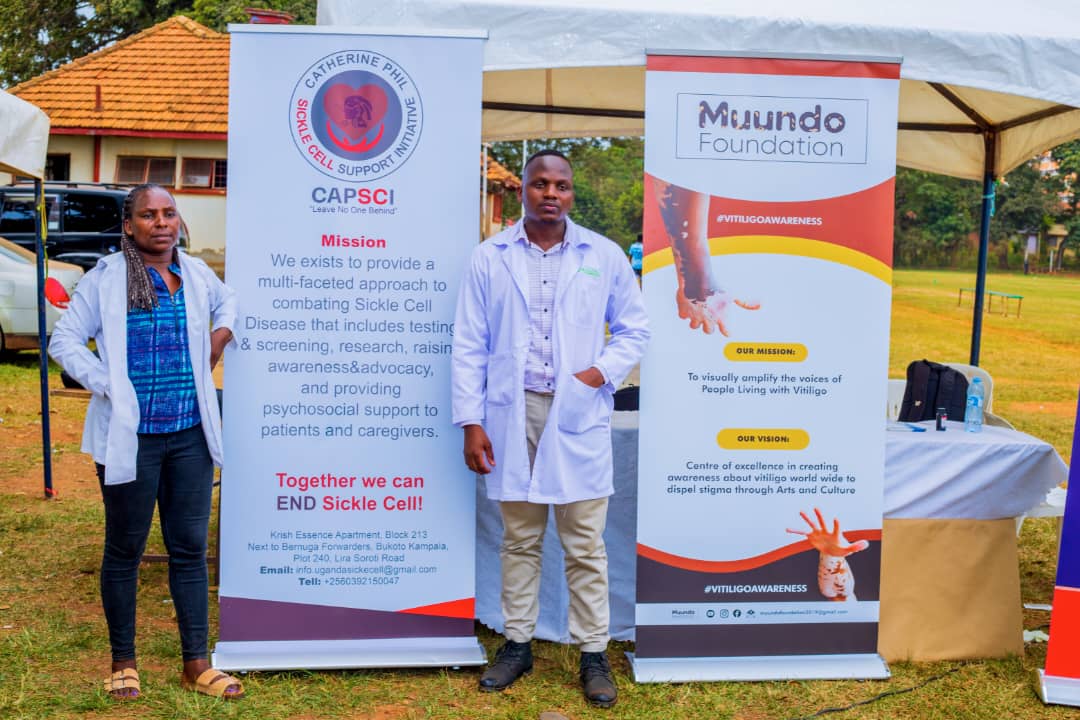 CATHERINE PHIL
SICKLE CELL SUPPORT INITIATIVE
CAPSCI
"Leave No One Behind"
Mission
We exists to provide a
multi-faceted approach to
combating Sickle Cell
Disease that includes testing
& screening, research, raising
awareness&advocacy,
and providing
psychosocial support to
patients and caregivers.
Together we can
END Sickle Cell!
Krish Essence Apartment, Block 213
Next to Bernuga Forwarders, Bukoto Kampala,
Plot 240, Lira Soroti Road
Email: info.ugandasickecell@gmail.com
Tell: +2560392150047
Muundo
Foundation
#VITILIGOAWARENESS
OUR MISSION:
To visually amplify the voices of
People Living with Vitiligo
OUR VISION:
Centre of excellence in creating
awareness about vitiligo world wide to
dispel stigma through Arts and Culture
#VITILIGOAWARENESS
Muundo
muundofoundation2019@gmail.com